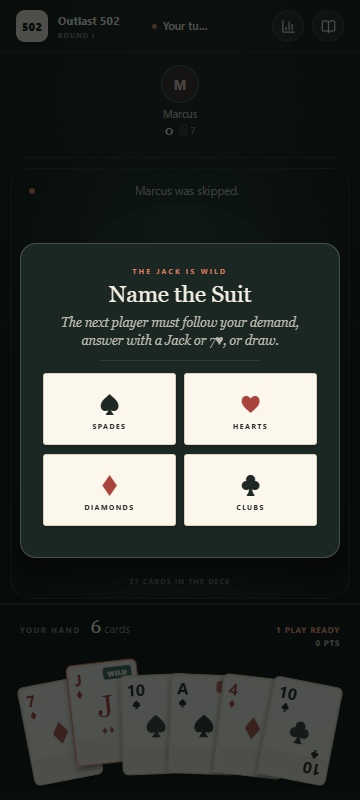 502
Outlast 502
ROUND I
Your tu...
M
Marcus
0 7
Marcus was skipped.
THE JACK IS WILD
Name the Suit
The next player must follow your demand,
answer with a Jack or 7♥, or draw.
SPADES
HEARTS
DIAMONDS
CLUBS
27 CARDS IN THE DECK
YOUR HAND 6 cards
1 PLAY READY
0 PTS
7
J WILD
J
10
A
4
10
10